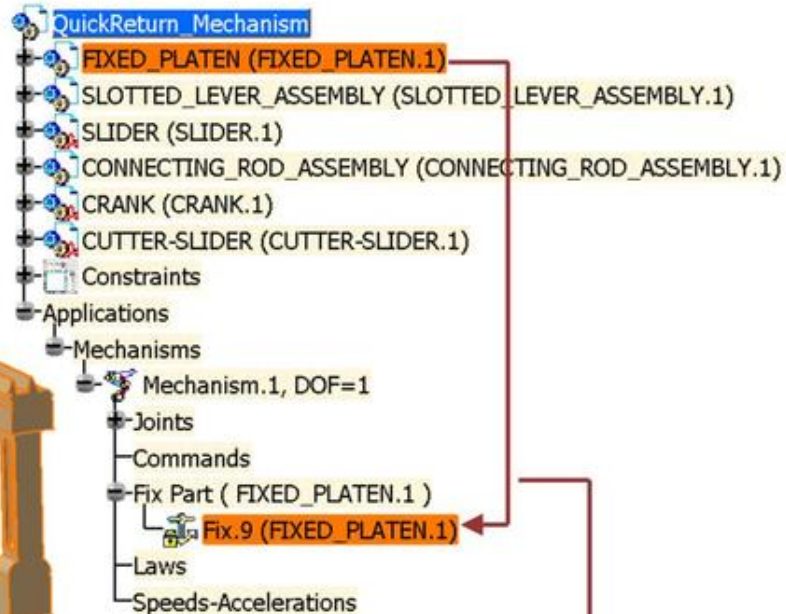 QuickReturn_Mechanism
FIXED_PLATEN (FIXED_PLATEN.1)
SLOTTED_LEVER_ASSEMBLY (SLOTTED_LEVER_ASSEMBLY.1)
SLIDER (SLIDER.1)
CONNECTING_ROD_ASSEMBLY (CONNECTING_ROD_ASSEMBLY.1)
CRANK (CRANK.1)
CUTTER-SLIDER (CUTTER-SLIDER.1)
Constraints
Applications
Mechanisms
Mechanism.1, DOF=1
Joints
Commands
Fix Part ( FIXED_PLATEN.1 )
Fix.9 (FIXED_PLATEN.1)
Laws
Speeds-Accelerations